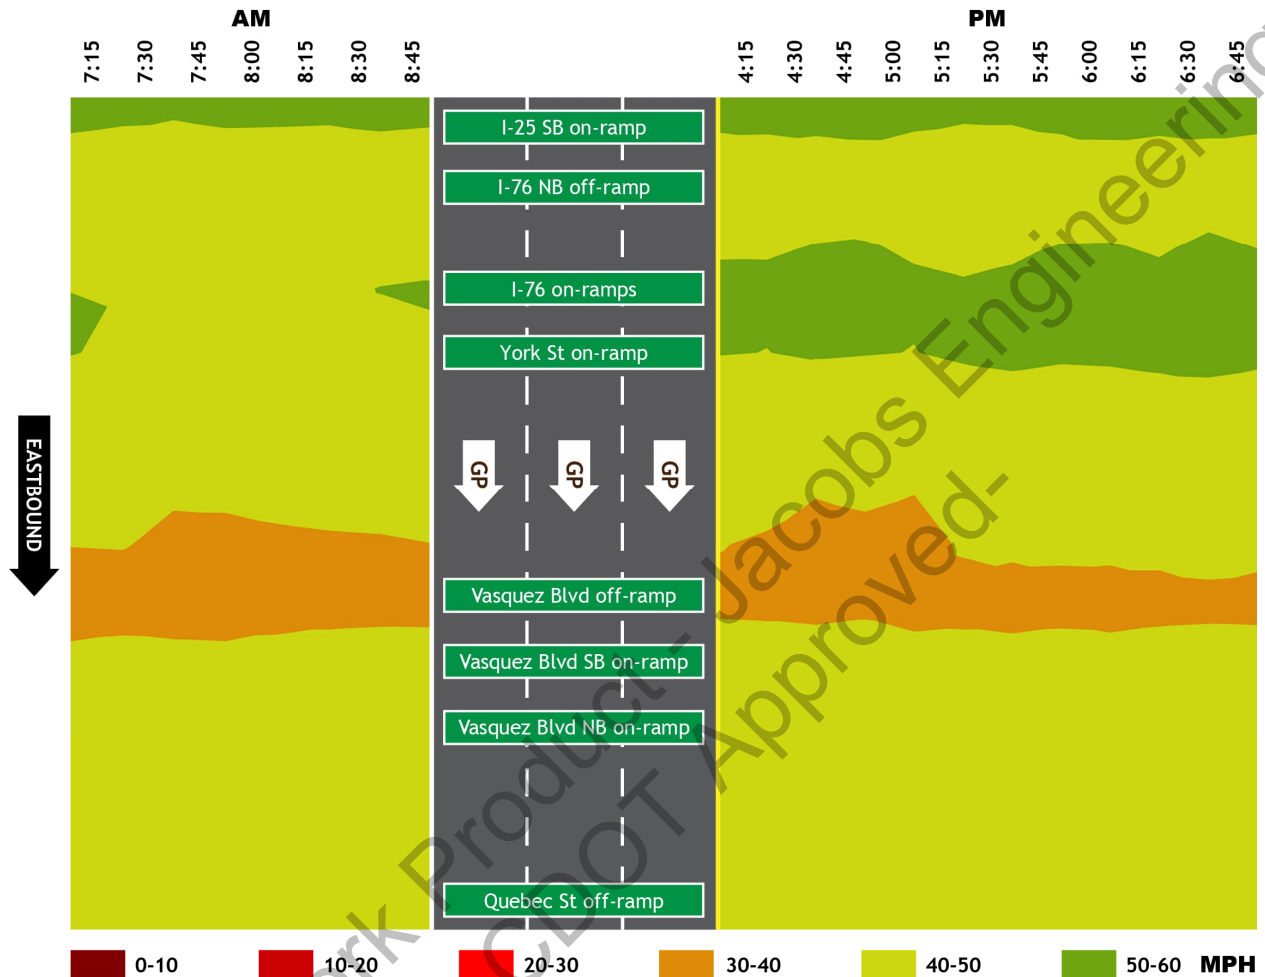 AM
PM
7:15 7:30 7:45 8:00 8:15 8:30 8:45
4:15 4:30 4:45 5:00 5:15 5:30 5:45 6:00 6:15 6:30 6:45
I-25 SB on-ramp
I-76 NB off-ramp
I-76 on-ramps
York St on-ramp
EASTBOUND
GP GP GP
Vasquez Blvd off-ramp
Vasquez Blvd SB on-ramp
Vasquez Blvd NB on-ramp
Quebec St off-ramp
0-10 10-20 20-30 30-40 40-50 50-60 MPH
rk Product - Jacobs Engineering
CDOT Approved-